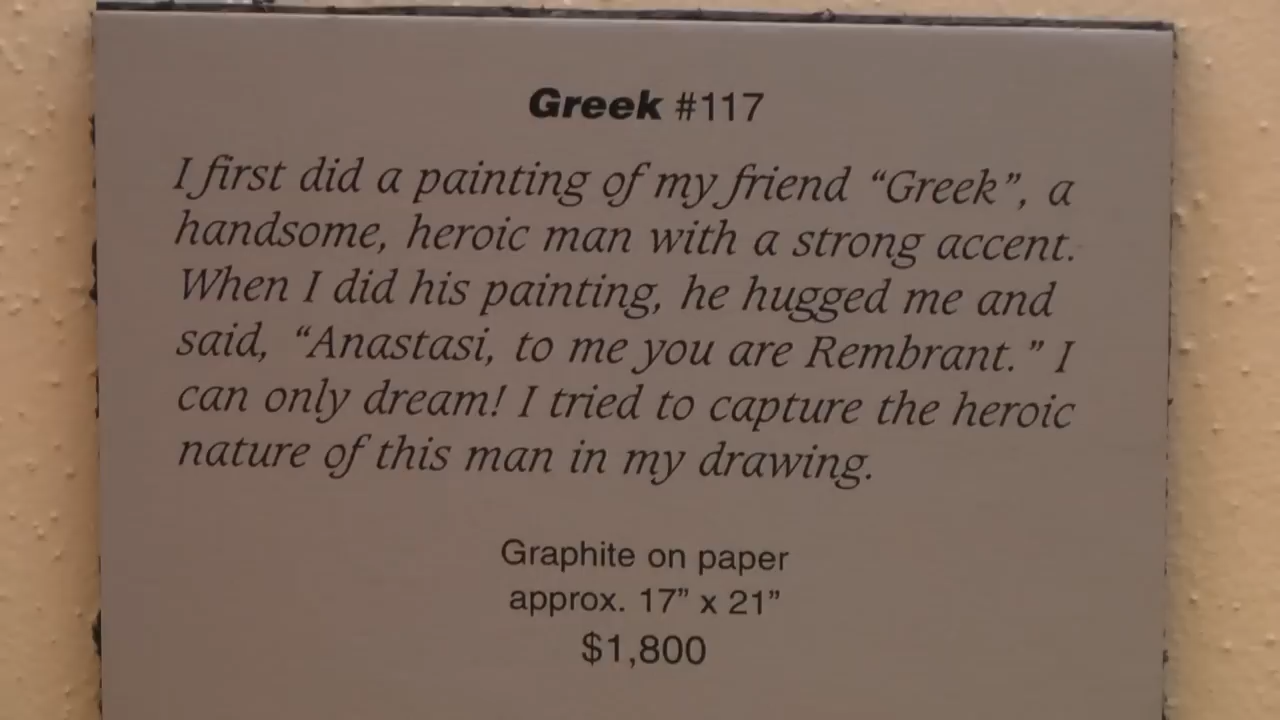 Greek #117
I first did a painting of my friend “Greek”, a
handsome, heroic man with a strong accent.
When I did his painting, he hugged me and
said, “Anastasi, to me you are Rembrant.” I
can only dream! I tried to capture the heroic
nature of this man in my drawing.
Graphite on paper
approx. 17” x 21”
$1,800